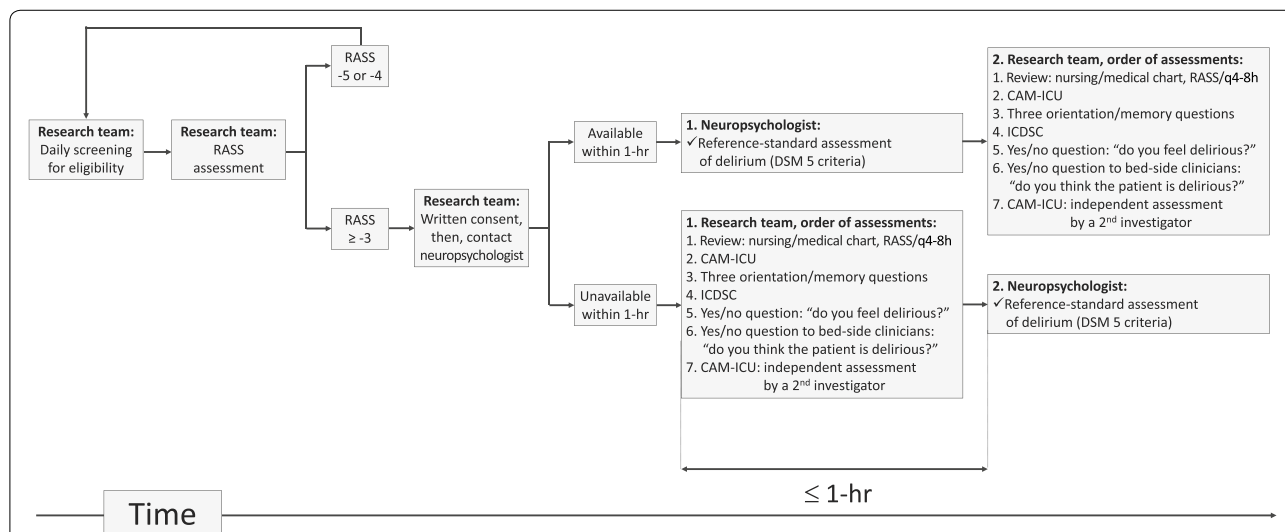 RASS
-5 or -4
Research team:
Daily screening
for eligibility
Research team:
RASS
assessment
RASS
≥ -3
Research team:
Written consent,
then, contact
neuropsychologist
Available
within 1-hr
1. Neuropsychologist:
✓Reference-standard assessment
of delirium (DSM 5 criteria)
2. Research team, order of assessments:
1. Review: nursing/medical chart, RASS/q4-8h
2. CAM-ICU
3. Three orientation/memory questions
4. ICDSC
5. Yes/no question: “do you feel delirious?”
6. Yes/no question to bed-side clinicians:
“do you think the patient is delirious?”
7. CAM-ICU: independent assessment
by a 2nd investigator
Unavailable
within 1-hr
1. Research team, order of assessments:
1. Review: nursing/medical chart, RASS/q4-8h
2. CAM-ICU
3. Three orientation/memory questions
4. ICDSC
5. Yes/no question: “do you feel delirious?”
6. Yes/no question to bed-side clinicians:
“do you think the patient is delirious?”
7. CAM-ICU: independent assessment
by a 2nd investigator
2. Neuropsychologist:
✓Reference-standard assessment
of delirium (DSM 5 criteria)
≤ 1-hr
Time